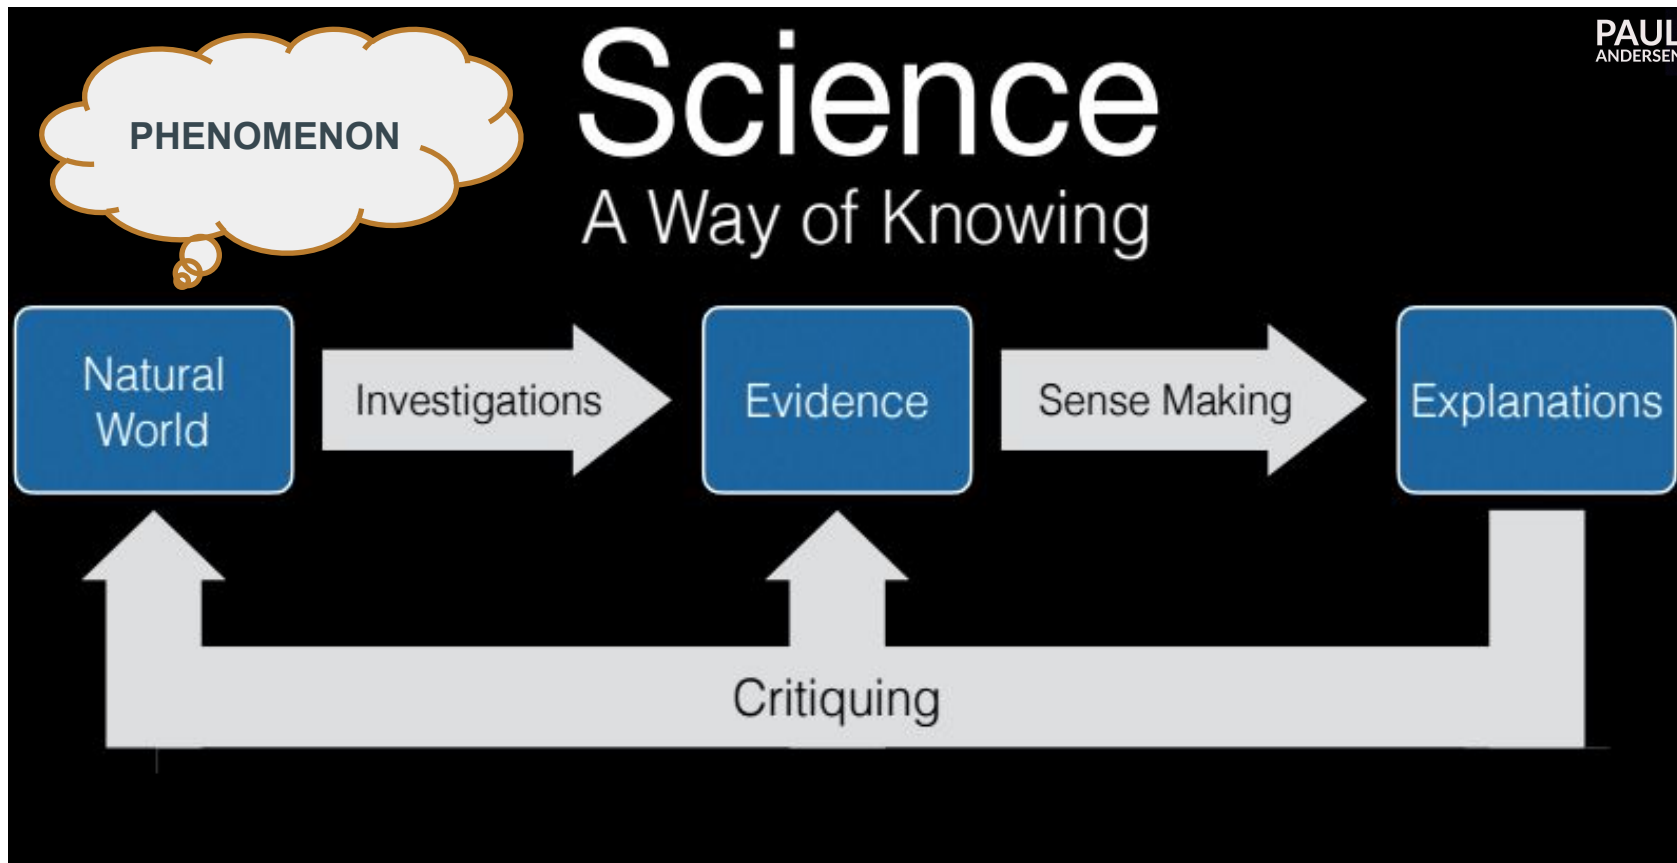 PHENOMENON
Science
A Way of Knowing
PAUL
ANDERSEN
Natural
World
Investigations
Evidence
Sense Making
Explanations
Critiquing